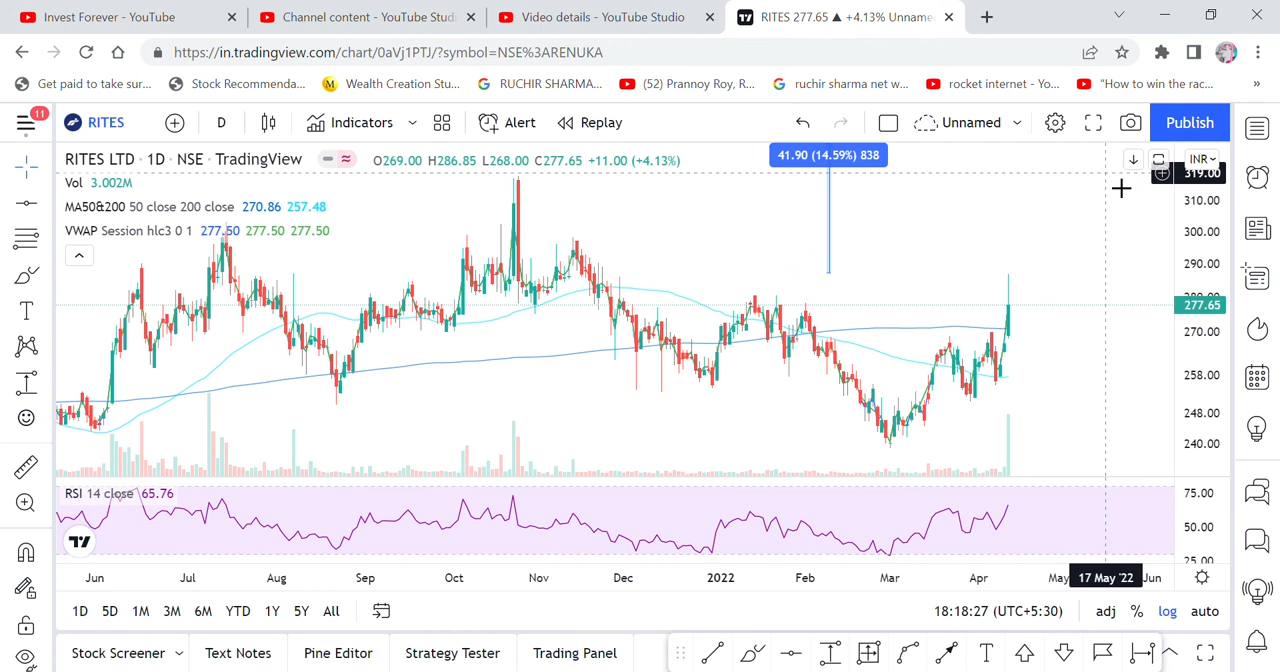 Invest Forever - YouTube
Channel content - YouTube Studi
Video details - YouTube Studio
RITES 277.65 ▲ +4.13% Unname
https://in.tradingview.com/chart/0aVj1PTJ/?symbol=NSE%3ARENUKA
Get paid to take sur...
Stock Recommenda...
M Wealth Creation Stu...
RUCHIR SHARMA...
(52) Prannoy Roy, R...
ruchir sharma net w...
rocket internet - Yo...
"How to win the rac...
»
11
RITES
D
Indicators
Alert
Replay
Unnamed
Publish
RITES LTD · 1D · NSE · TradingView
O269.00 H286.85 L268.00 C277.65 +11.00 (+4.13%)
41.90 (14.59%) 838
INR
319.00
Vol 3.002M
MA50&200 50 close 200 close 270.86 257.48
VWAP Session hlc3 0 1 277.50 277.50 277.50
310.00
300.00
290.00
277.65
270.00
258.00
248.00
240.00
RSI 14 close 65.76
75.00
50.00
25.00
Jun Jul Aug Sep Oct Nov Dec 2022 Feb Mar Apr May 17 May '22 Jun
1D 5D 1M 3M 6M YTD 1Y 5Y All
18:18:27 (UTC+5:30)
adj % log auto
Stock Screener
Text Notes
Pine Editor
Strategy Tester
Trading Panel